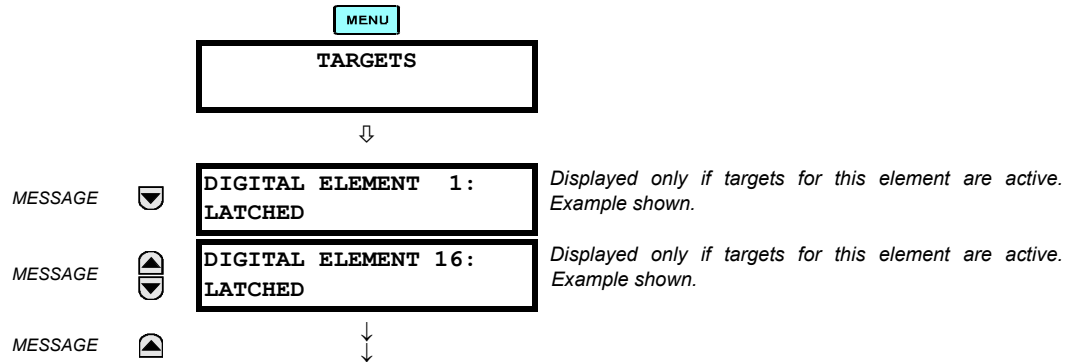 MENU
TARGETS
⇩
MESSAGE
DIGITAL ELEMENT  1:
LATCHED
Displayed only if targets for this element are active.
Example shown.
MESSAGE
DIGITAL ELEMENT 16:
LATCHED
Displayed only if targets for this element are active.
Example shown.
MESSAGE
↓
↓